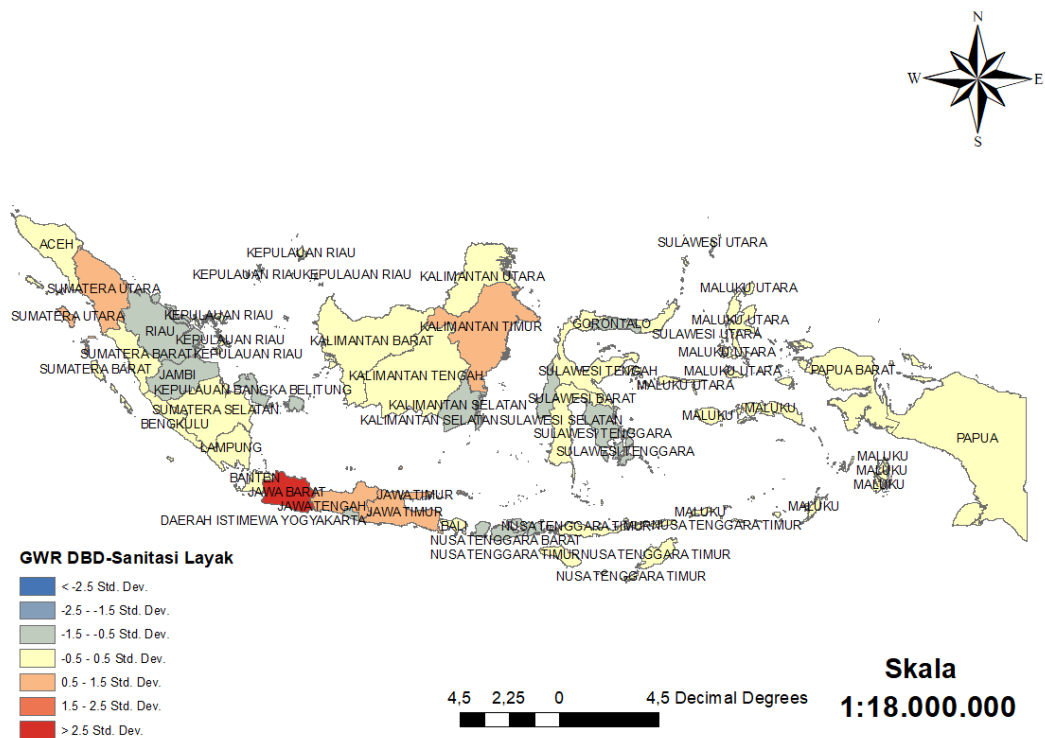 N
W E
S
ACEH
SUMATERA UTARA
SUMATERA UTARA
KEPULAUAN RIAU
KEPULAUAN RIAU
KEPULAUAN RIAU
KEPULAUAN RIAU
RIAU
KEPULAUAN RIAU
SUMATERA BARAT
KEPULAUAN RIAU
SUMATERA BARAT
JAMBI
KEPULAUAN BANGKA BELITUNG
SUMATERA SELATAN
BENGKULU
LAMPUNG
BANTEN
JAWA BARAT
JAWA TENGAH
JAWA TIMUR
JAWA TIMUR
DAERAH ISTIMEWA YOGYAKARTA
BALI
KALIMANTAN UTARA
KALIMANTAN TIMUR
KALIMANTAN BARAT
KALIMANTAN TENGAH
KALIMANTAN SELATAN
KALIMANTAN SELATAN
SULAWESI SELATAN
SULAWESI UTARA
GORONTALO
SULAWESI UTARA
SULAWESI TENGAH
SULAWESI BARAT
SULAWESI TENGGARA
SULAWESI TENGGARA
MALUKU UTARA
MALUKU UTARA
MALUKU UTARA
MALUKU UTARA
MALUKU UTARA
PAPUA BARAT
MALUKU
MALUKU
PAPUA
MALUKU
MALUKU
MALUKU
MALUKU
MALUKU
NUSA TENGGARA TIMUR
NUSA TENGGARA TIMUR
NUSA TENGGARA BARAT
NUSA TENGGARA TIMUR
NUSA TENGGARA TIMUR
NUSA TENGGARA TIMUR
GWR DBD-Sanitasi Layak
< -2.5 Std. Dev.
-2.5 - -1.5 Std. Dev.
-1.5 - -0.5 Std. Dev.
-0.5 - 0.5 Std. Dev.
0.5 - 1.5 Std. Dev.
1.5 - 2.5 Std. Dev.
> 2.5 Std. Dev.
4,5 2,25 0 4,5 Decimal Degrees
Skala
1:18.000.000